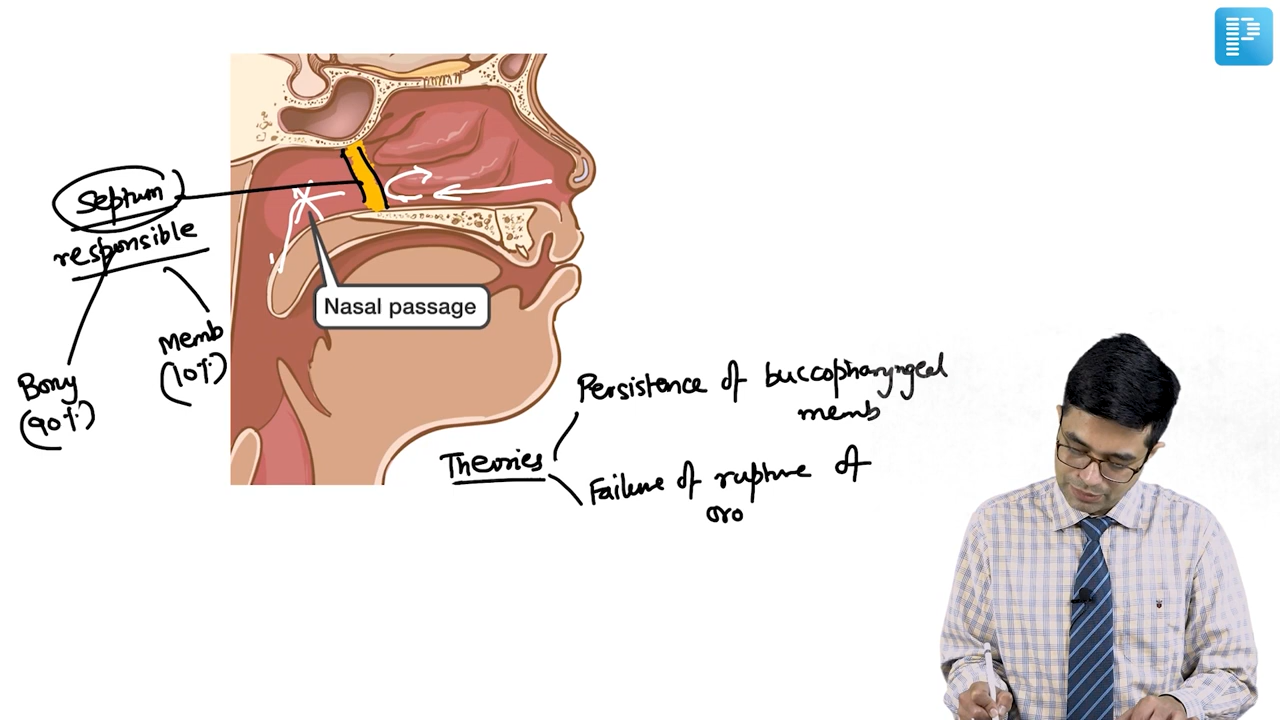 Septum
responsible
Bony
(90%)
Memb
(10%)
Nasal passage
Theories
Persistence of buccopharyngeal
memb
Failure of rupture of
oro
P